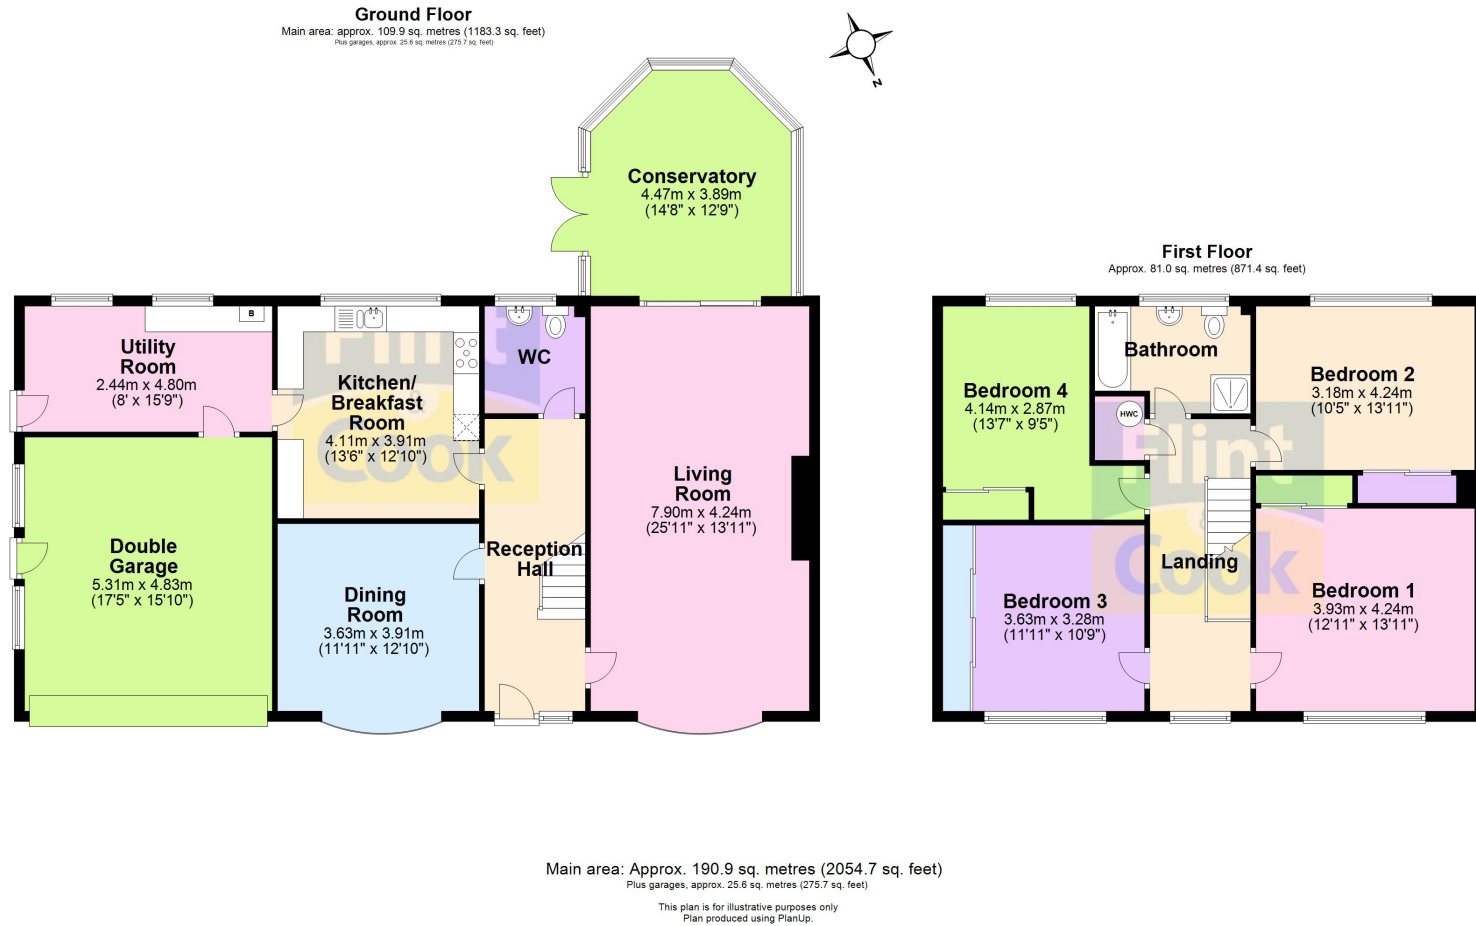 Ground Floor
Main area: approx. 109.9 sq. metres (1183.3 sq. feet)
Plus garages, approx. 25.6 sq. metres (275.7 sq. feet)
N
Conservatory
4.47m x 3.89m
(14'8" x 12'9")
First Floor
Approx. 81.0 sq. metres (871.4 sq. feet)
B
Utility
Room
2.44m x 4.80m
(8' x 15'9")
Kitchen/
Breakfast
Room
4.11m x 3.91m
(13'6" x 12'10")
WC
Living
Room
7.90m x 4.24m
(25'11" x 13'11")
Double
Garage
5.31m x 4.83m
(17'5" x 15'10")
Dining
Room
3.63m x 3.91m
(11'11" x 12'10")
Reception
Hall
Flint
&
Cook
Bathroom
Bedroom 4
4.14m x 2.87m
(13'7" x 9'5")
HWC
Bedroom 2
3.18m x 4.24m
(10'5" x 13'11")
Landing
Bedroom 3
3.63m x 3.28m
(11'11" x 10'9")
Bedroom 1
3.93m x 4.24m
(12'11" x 13'11")
Flint
&
Cook
Main area: Approx. 190.9 sq. metres (2054.7 sq. feet)
Plus garages, approx. 25.6 sq. metres (275.7 sq. feet)
This plan is for illustrative purposes only
Plan produced using PlanUp.